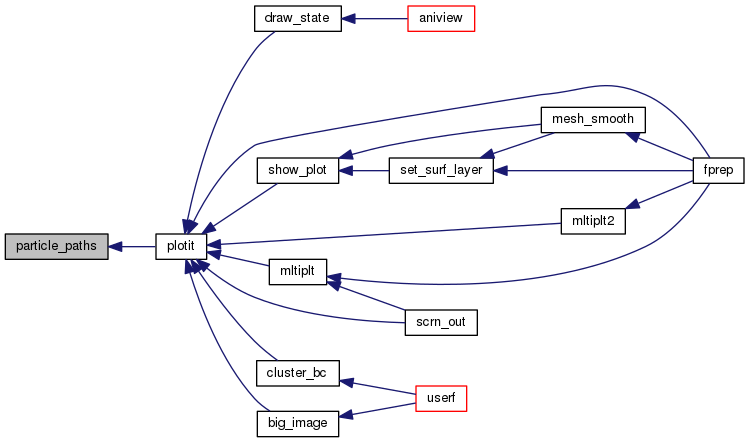 draw_state
aniview
mesh_smooth
show_plot
set_surf_layer
fprep
mltiplt2
particle_paths
plotit
mltiplt
scrn_out
cluster_bc
userf
big_image